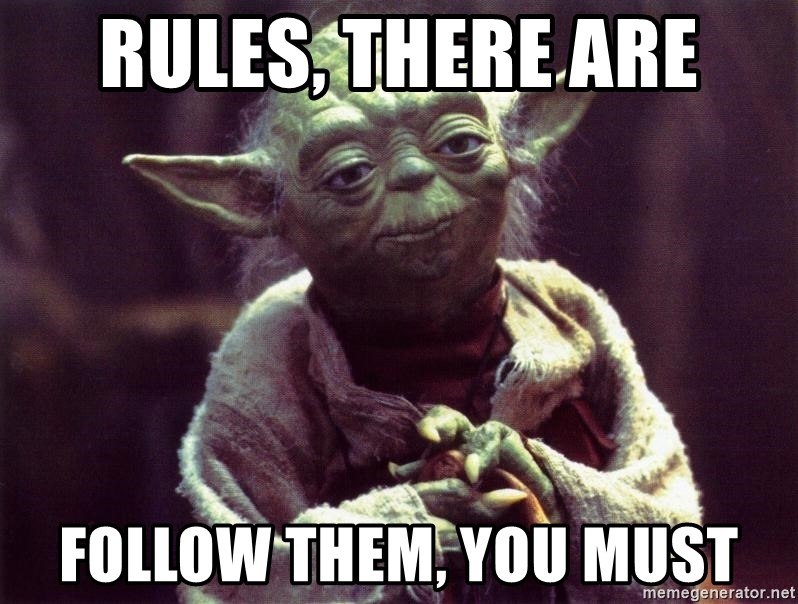 RULES, THERE ARE
FOLLOW THEM, YOU MUST
memegenerator.net